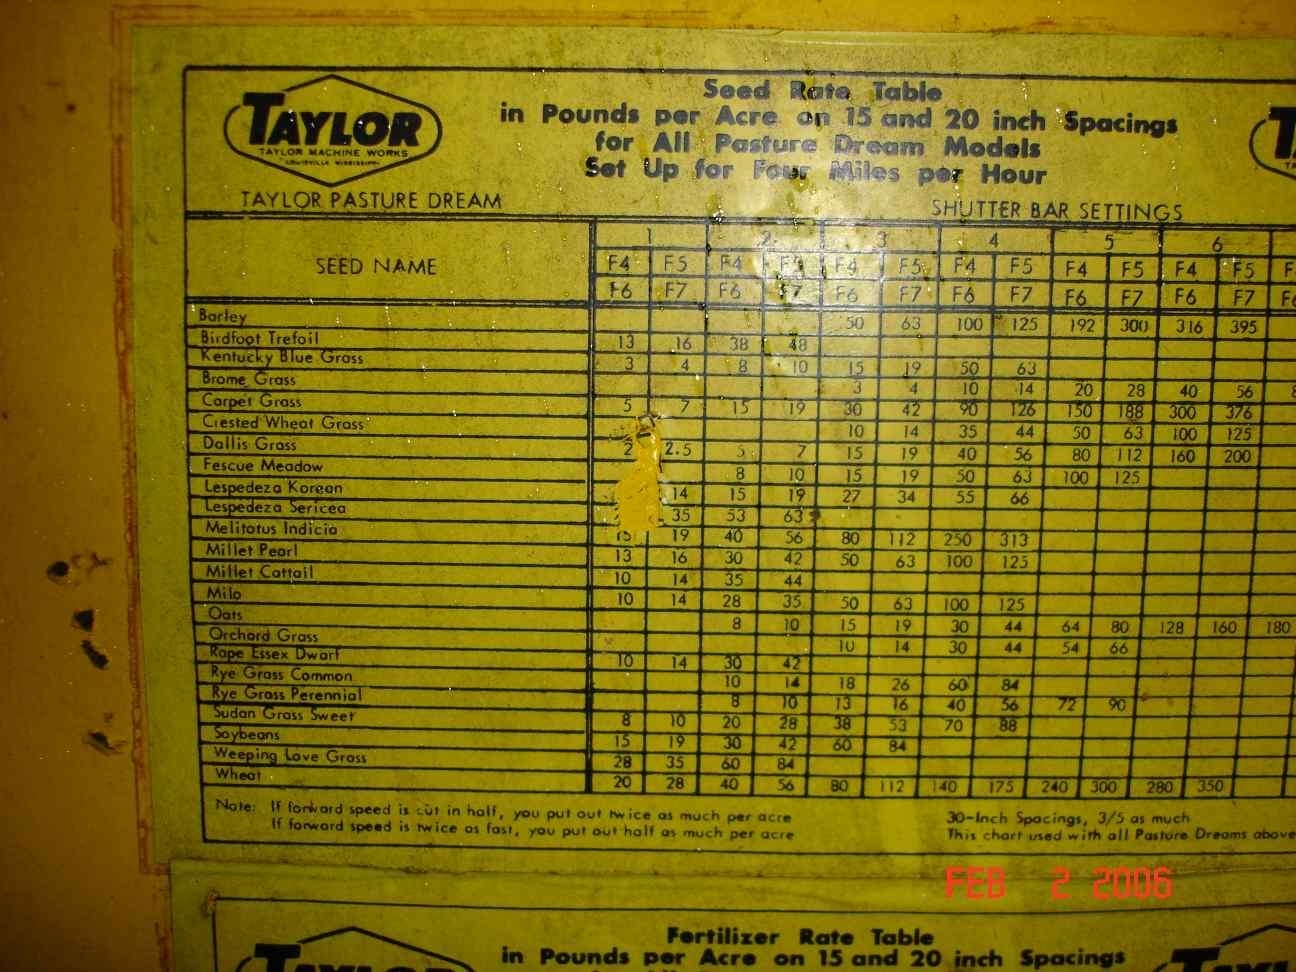 TAYLOR
TAYLOR MACHINE WORKS
LOUISVILLE MISSISSIPPI
TAYLOR PASTURE DREAM
Seed Rate Table
in Pounds per Acre on 15 and 20 inch Spacings
for All Pasture Dream Models
Set Up for Four Miles per Hour
SHUTTER BAR SETTINGS
SEED NAME
1 2 3 4 5 6
F4 F5 F4 F5 F4 F5 F4 F5 F4 F5 F4 F5
F6 F7 F6 F7 F6 F7 F6 F7 F6 F7 F6 F7 F6
Barley 50 63 100 125 192 300 316 395
Birdfoot Trefoil 13 16 38 48
Kentucky Blue Grass 3 4 8 10 15 19 50 63
Brome Grass 3 4 10 14 20 28 40 56
Carpet Grass 5 7 15 19 30 42 90 126 150 188 300 376
Crested Wheat Grass 10 14 35 44 50 63 100 125
Dallis Grass 2 2.5 5 7 15 19 40 56 80 112 160 200
Fescue Meadow 8 10 15 19 50 63 100 125
Lespedeza Korean 14 15 19 27 34 55 66
Lespedeza Sericea 35 53 63
Melitotus Indicia 15 19 40 56 80 112 250 313
Millet Pearl 13 16 30 42 50 63 100 125
Millet Cattail 10 14 35 44
Milo 10 14 28 35 50 63 100 125
Oats 8 10 15 19 30 44 64 80 128 160 180
Orchard Grass 10 14 30 44 54 66
Rape Essex Dwarf 10 14 30 42
Rye Grass Common 10 14 18 26 60 84
Rye Grass Perennial 8 10 13 16 40 56 72 90
Sudan Grass Sweet 8 10 20 28 38 53 70 88
Soybeans 15 19 30 42 60 84
Weeping Love Grass 28 35 60 84
Wheat 20 28 40 56 80 112 140 175 240 300 280 350
Note: If forward speed is cut in half, you put out twice as much per acre
If forward speed is twice as fast, you put out half as much per acre
30-Inch Spacings, 3/5 as much
This chart used with all Pasture Dreams above
FEB 2 2006
TAYLOR
Fertilizer Rate Table
in Pounds per Acre on 15 and 20 inch Spacings